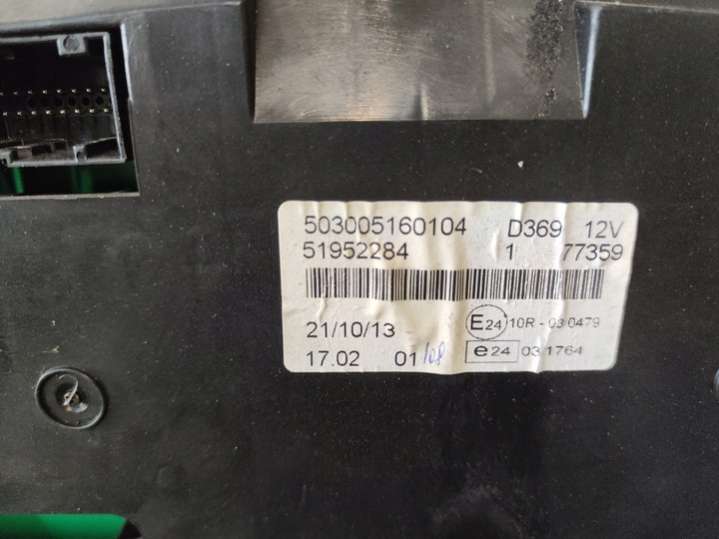 503005160104 D369 12V
51952284 1 77359
21/10/13 E24 10R - 03 0479
17.02 01/08 e24 03 1764